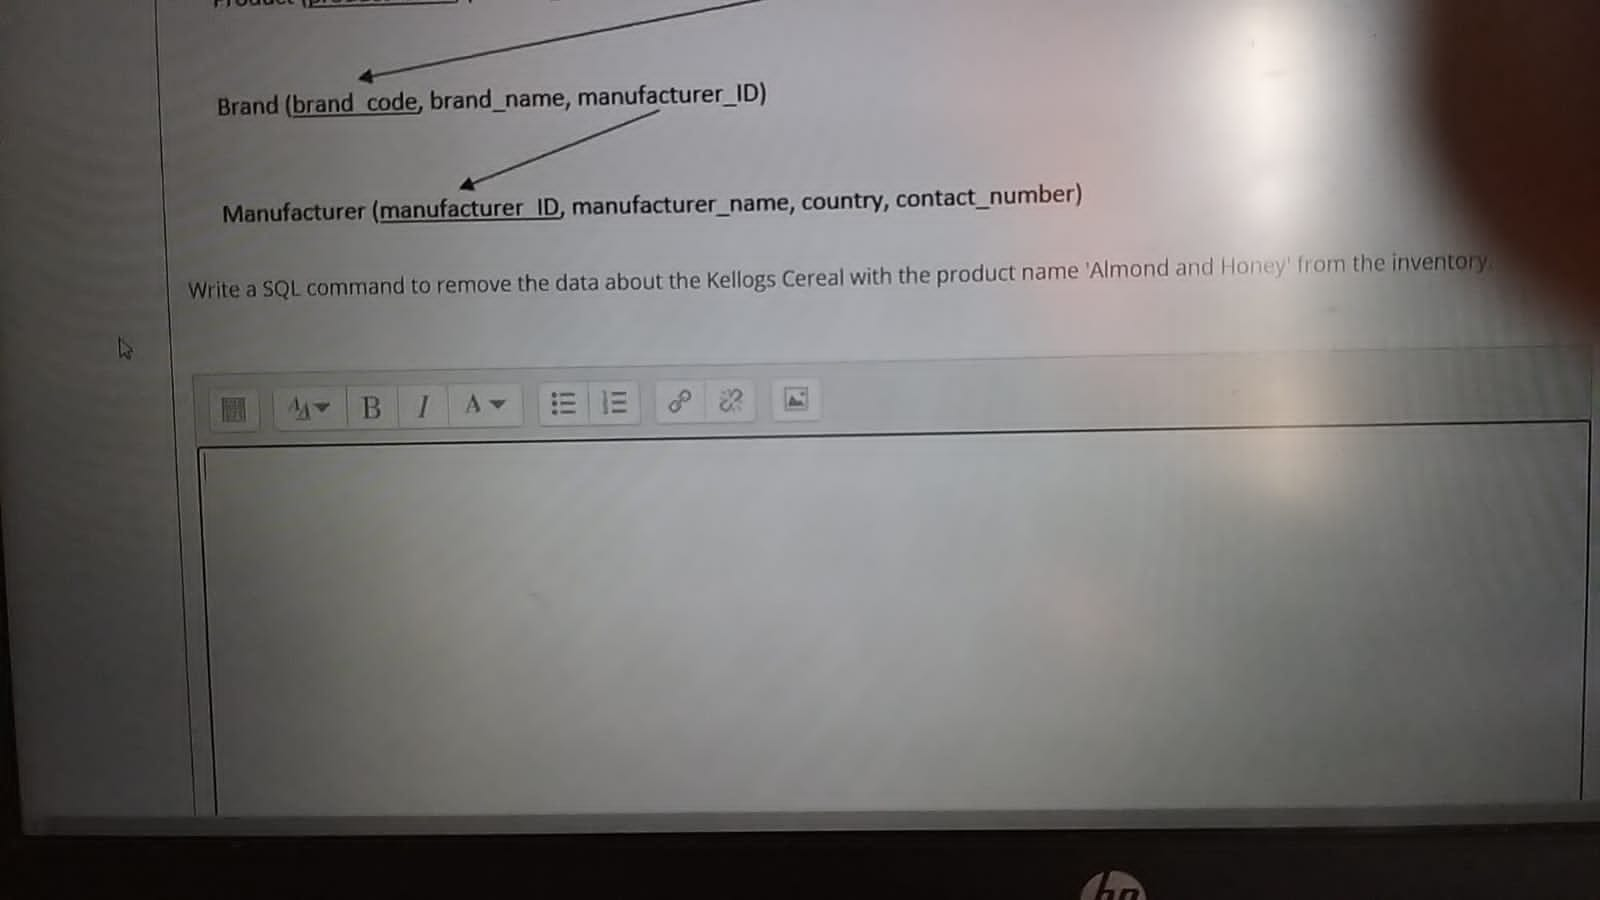 Brand (brand_code, brand_name, manufacturer_ID)
Manufacturer (manufacturer_ID, manufacturer_name, country, contact_number)
Write a SQL command to remove the data about the Kellogs Cereal with the product name 'Almond and Honey' from the inventory.
B I A
hp